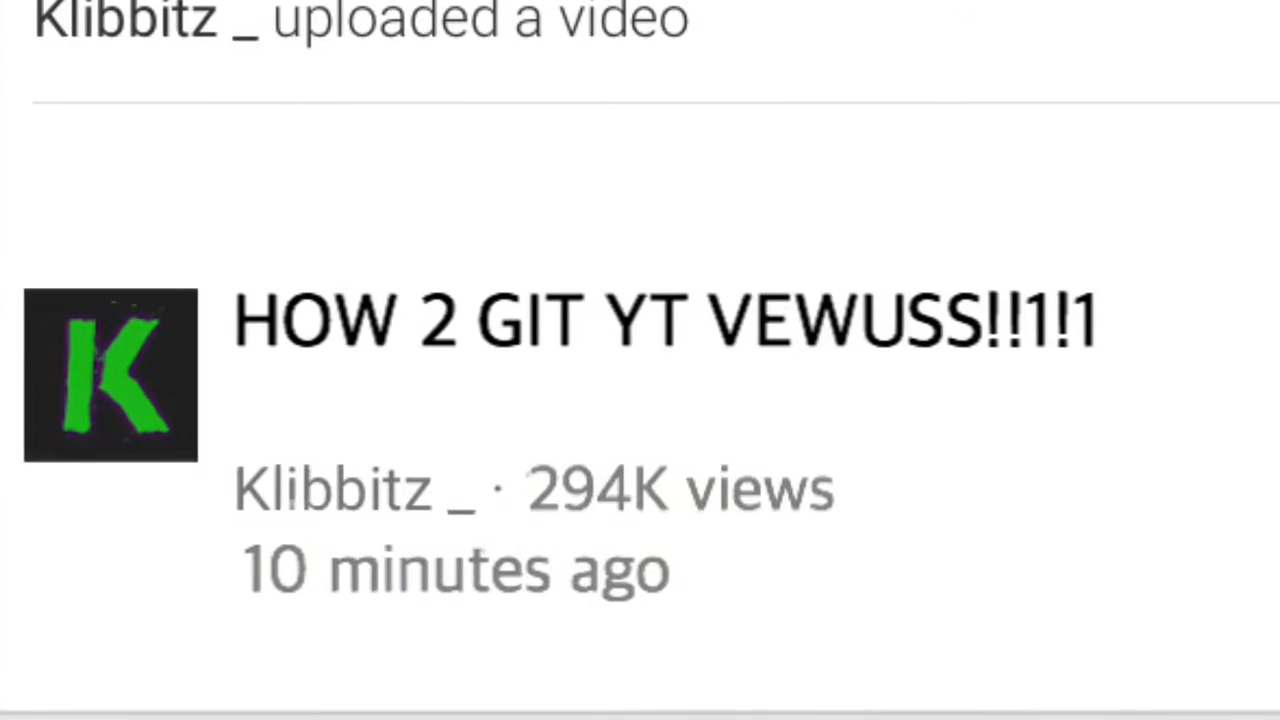 Klibbitz _ uploaded a video
K
HOW 2 GIT YT VEWUSS!!1!1
Klibbitz _ · 294K views
10 minutes ago